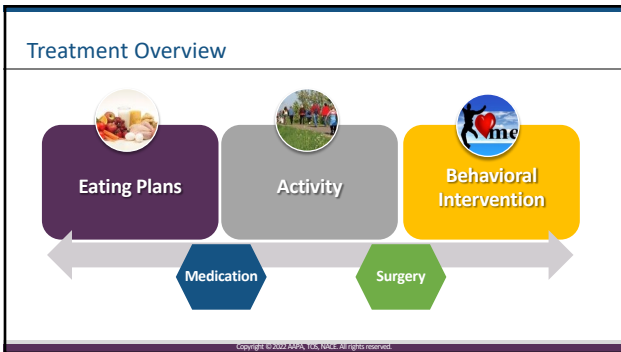 Treatment Overview
Eating Plans
Activity
me
Behavioral
Intervention
Medication
Surgery
Copyright © 2022 AAPA, TOS, NACE. All rights reserved.